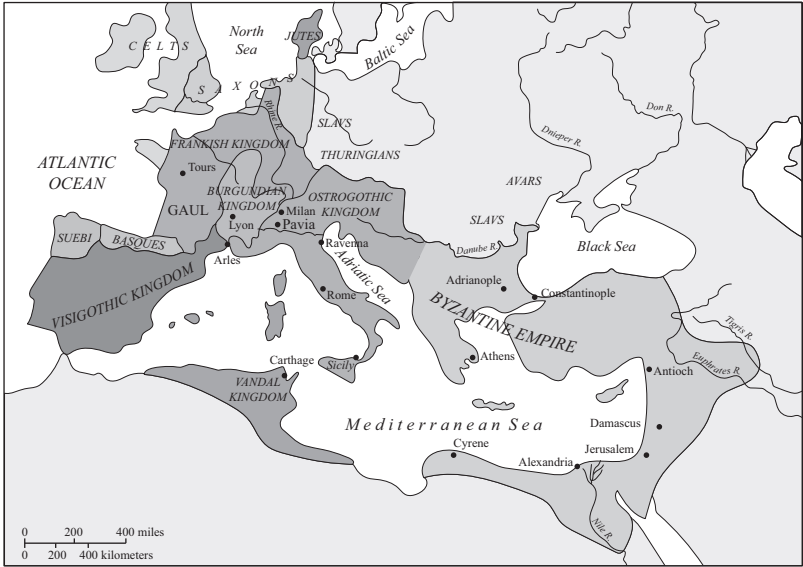 North
Sea
JUTES
CELTS
Baltic Sea
SAXONS
Rhine R.
SLAVS
Don R.
Dnieper R.
FRANKISH KINGDOM
THURINGIANS
ATLANTIC
OCEAN
Tours
AVARS
BURGUNDIAN
KINGDOM
OSTROGOTHIC
KINGDOM
GAUL
Milan
Lyon
Pavia
SLAVS
SUEBI
BASQUES
Ravenna
Danube R.
Black Sea
Arles
Adriatic Sea
VISIGOTHIC KINGDOM
Adrianople
Constantinople
Rome
BYZANTINE EMPIRE
Tigris R.
Carthage
Sicily
Athens
Euphrates R.
Antioch
VANDAL
KINGDOM
Mediterranean Sea
Damascus
Cyrene
Jerusalem
Alexandria
Nile R.
0 200 400 miles
0 200 400 kilometers